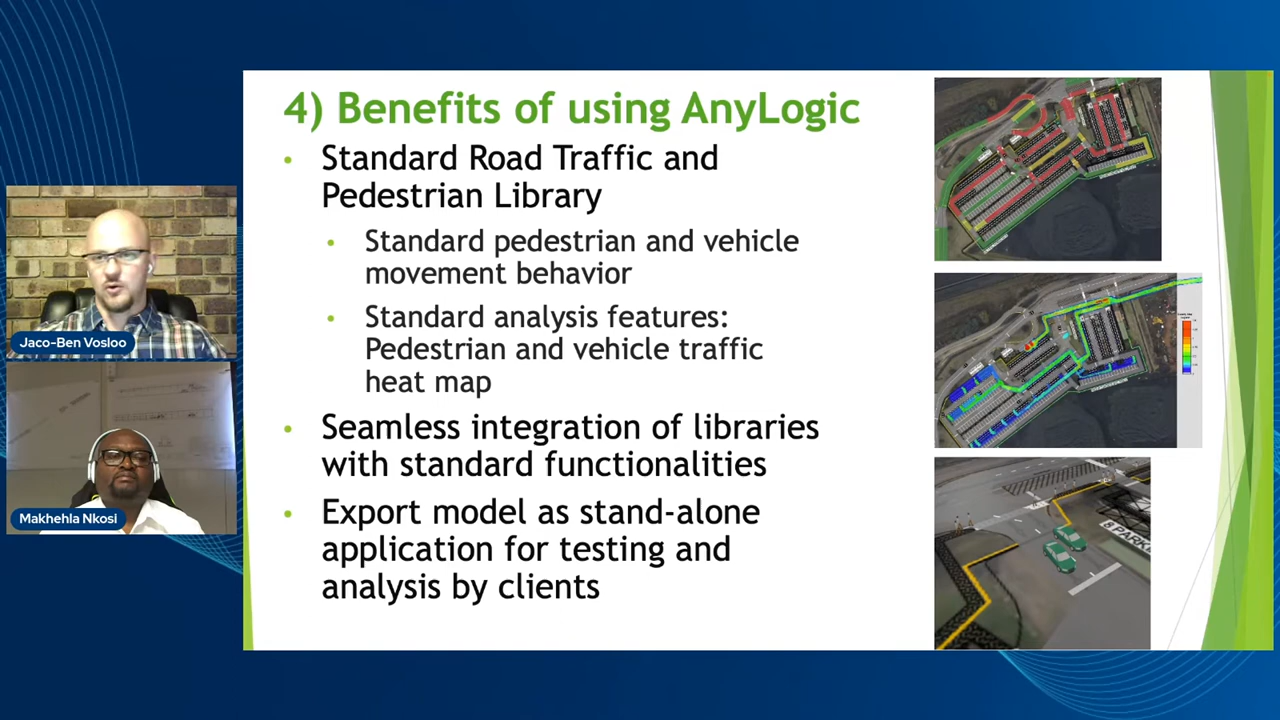 4) Benefits of using AnyLogic
• Standard Road Traffic and
Pedestrian Library
• Standard pedestrian and vehicle
movement behavior
• Standard analysis features:
Pedestrian and vehicle traffic
heat map
• Seamless integration of libraries
with standard functionalities
• Export model as stand-alone
application for testing and
analysis by clients
Jaco-Ben Vosloo
Makhehla Nkosi